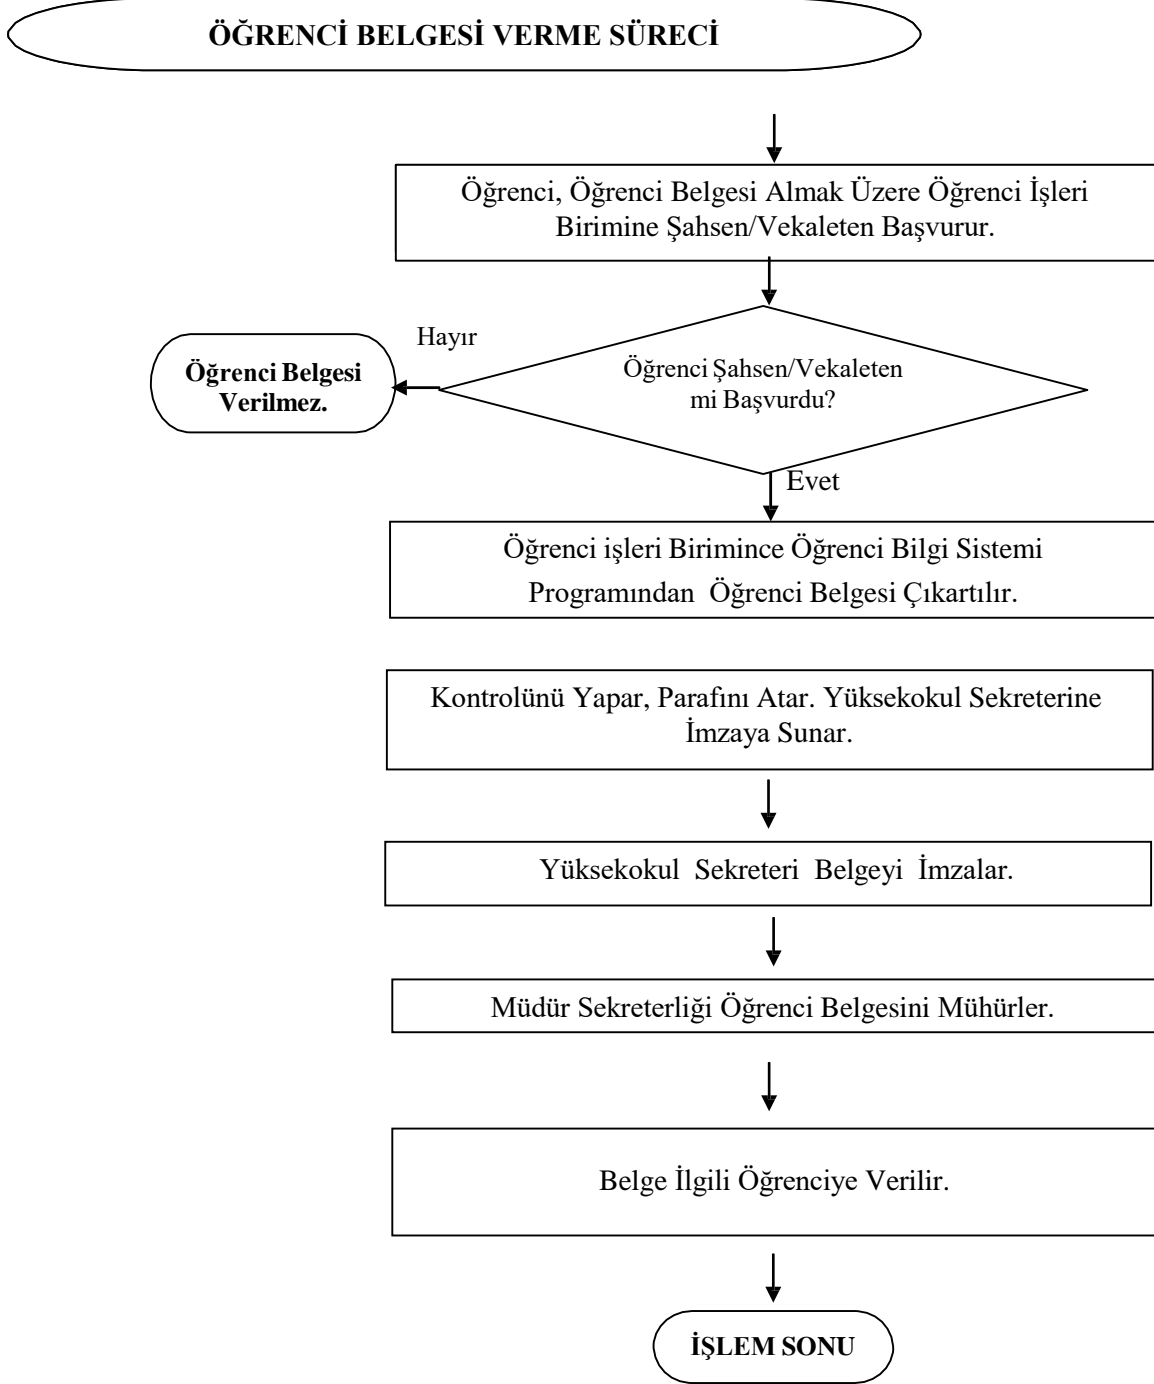 ÖĞRENCİ BELGESİ VERME SÜRECİ
Öğrenci, Öğrenci Belgesi Almak Üzere Öğrenci İşleri
Birimine Şahsen/Vekaleten Başvurur.
Hayır
Öğrenci Belgesi
Verilmez.
Öğrenci Şahsen/Vekaleten
mi Başvurdu?
Evet
Öğrenci işleri Birimince Öğrenci Bilgi Sistemi
Programından Öğrenci Belgesi Çıkartılır.
Kontrolünü Yapar, Parafını Atar. Yüksekokul Sekreterine
İmzaya Sunar.
Yüksekokul Sekreteri Belgeyi İmzalar.
Müdür Sekreterliği Öğrenci Belgesini Mühürler.
Belge İlgili Öğrenciye Verilir.
İŞLEM SONU